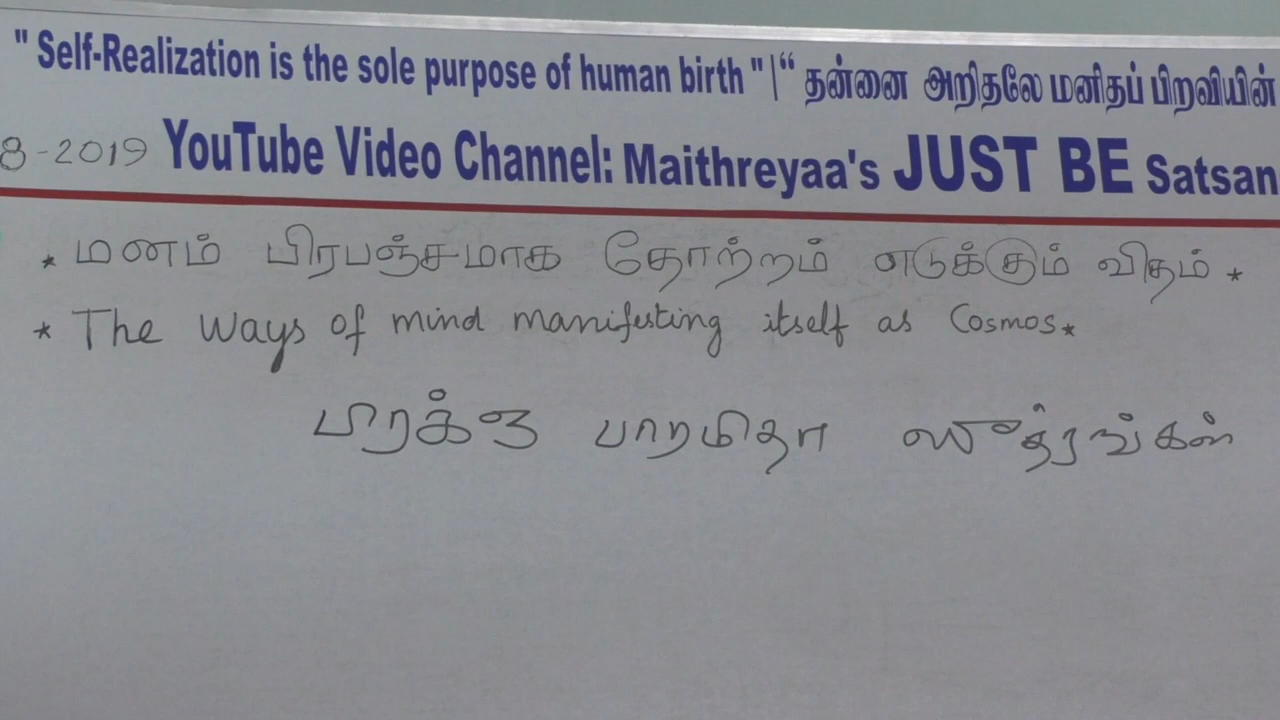 " Self-Realization is the sole purpose of human birth " | “ தன்னை அறிதலே மனிதப் பிறவியின்
8-2019 YouTube Video Channel: Maithreyaa's JUST BE Satsan
* மனம் பிரபஞ்சமாக தோற்றம் எடுக்கும் விதம் *
* The ways of mind manifesting itself as Cosmos *
பாரமிதா ஸூத்ரங்கள்